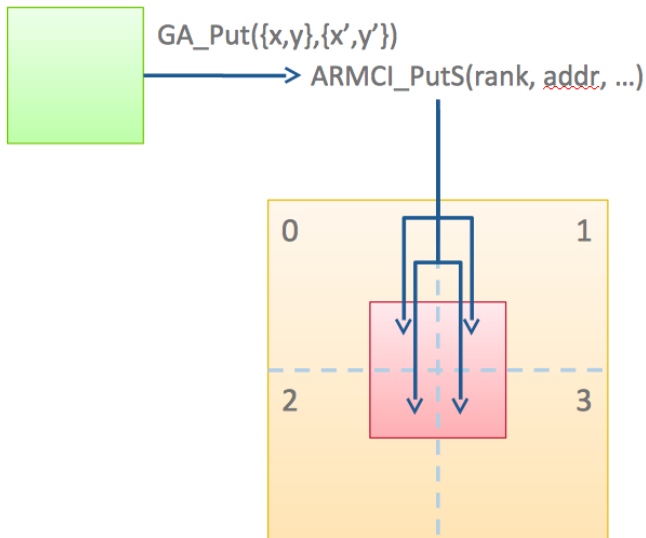 GA_Put({x,y},{x’,y’})
ARMCI_PutS(rank, addr, …)
0 1
2 3